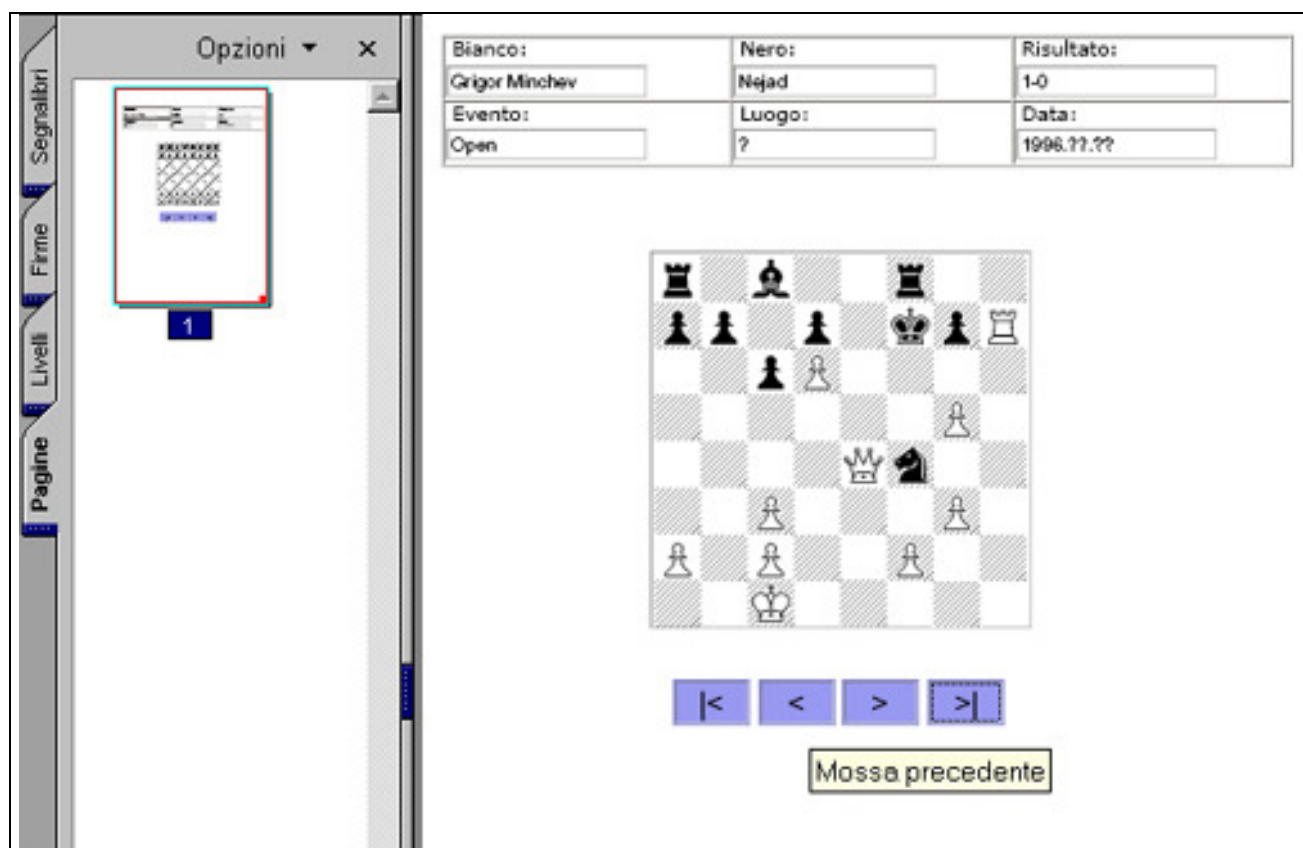 Opzioni
Segnalibri
Firme
Livelli
Pagine
1
Bianco: Nero: Risultato:
Grigor Minchev Nejad 1-0
Evento: Luogo: Data:
Open ? 1996.??.??
|< < > >|
Mossa precedente